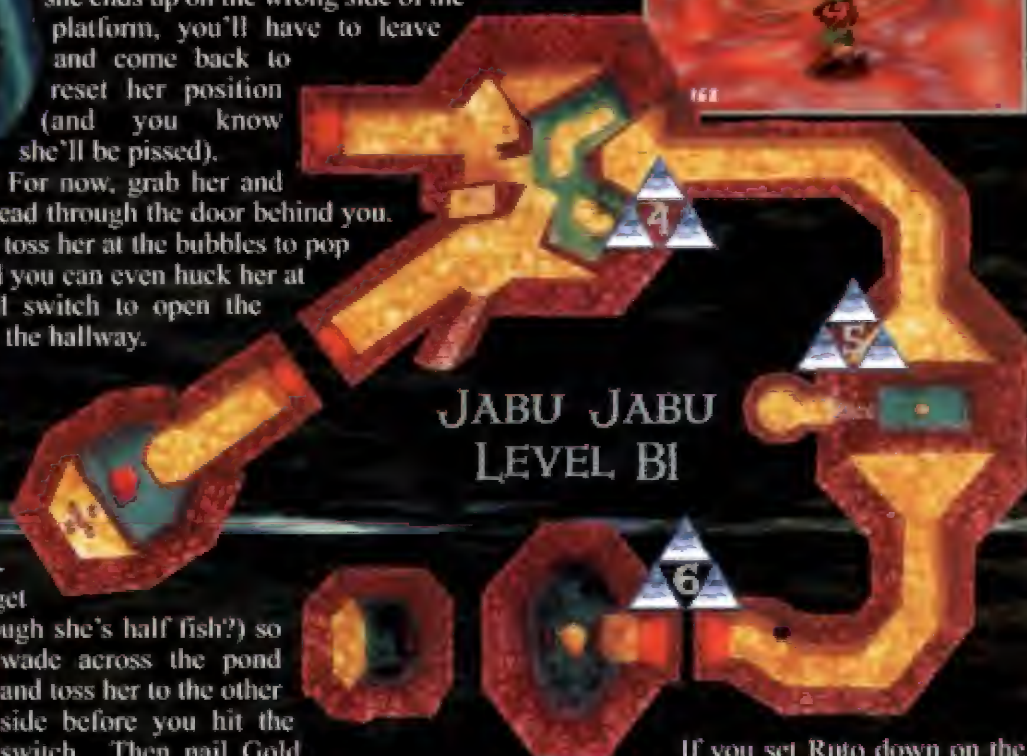 she ends up on the wrong side of the
platform, you'll have to leave
and come back to
reset her position
(and you know
she'll be pissed).
For now, grab her and
ead through the door behind you.
toss her at the bubbles to pop
you can even huck her at
switch to open the
the hallway.
168
4
5
JABU JABU
LEVEL B1
6
get
ough she's half fish?) so
wade across the pond
and toss her to the other
side before you hit the
switch. Then nail Gold
If you set Ruto down on the